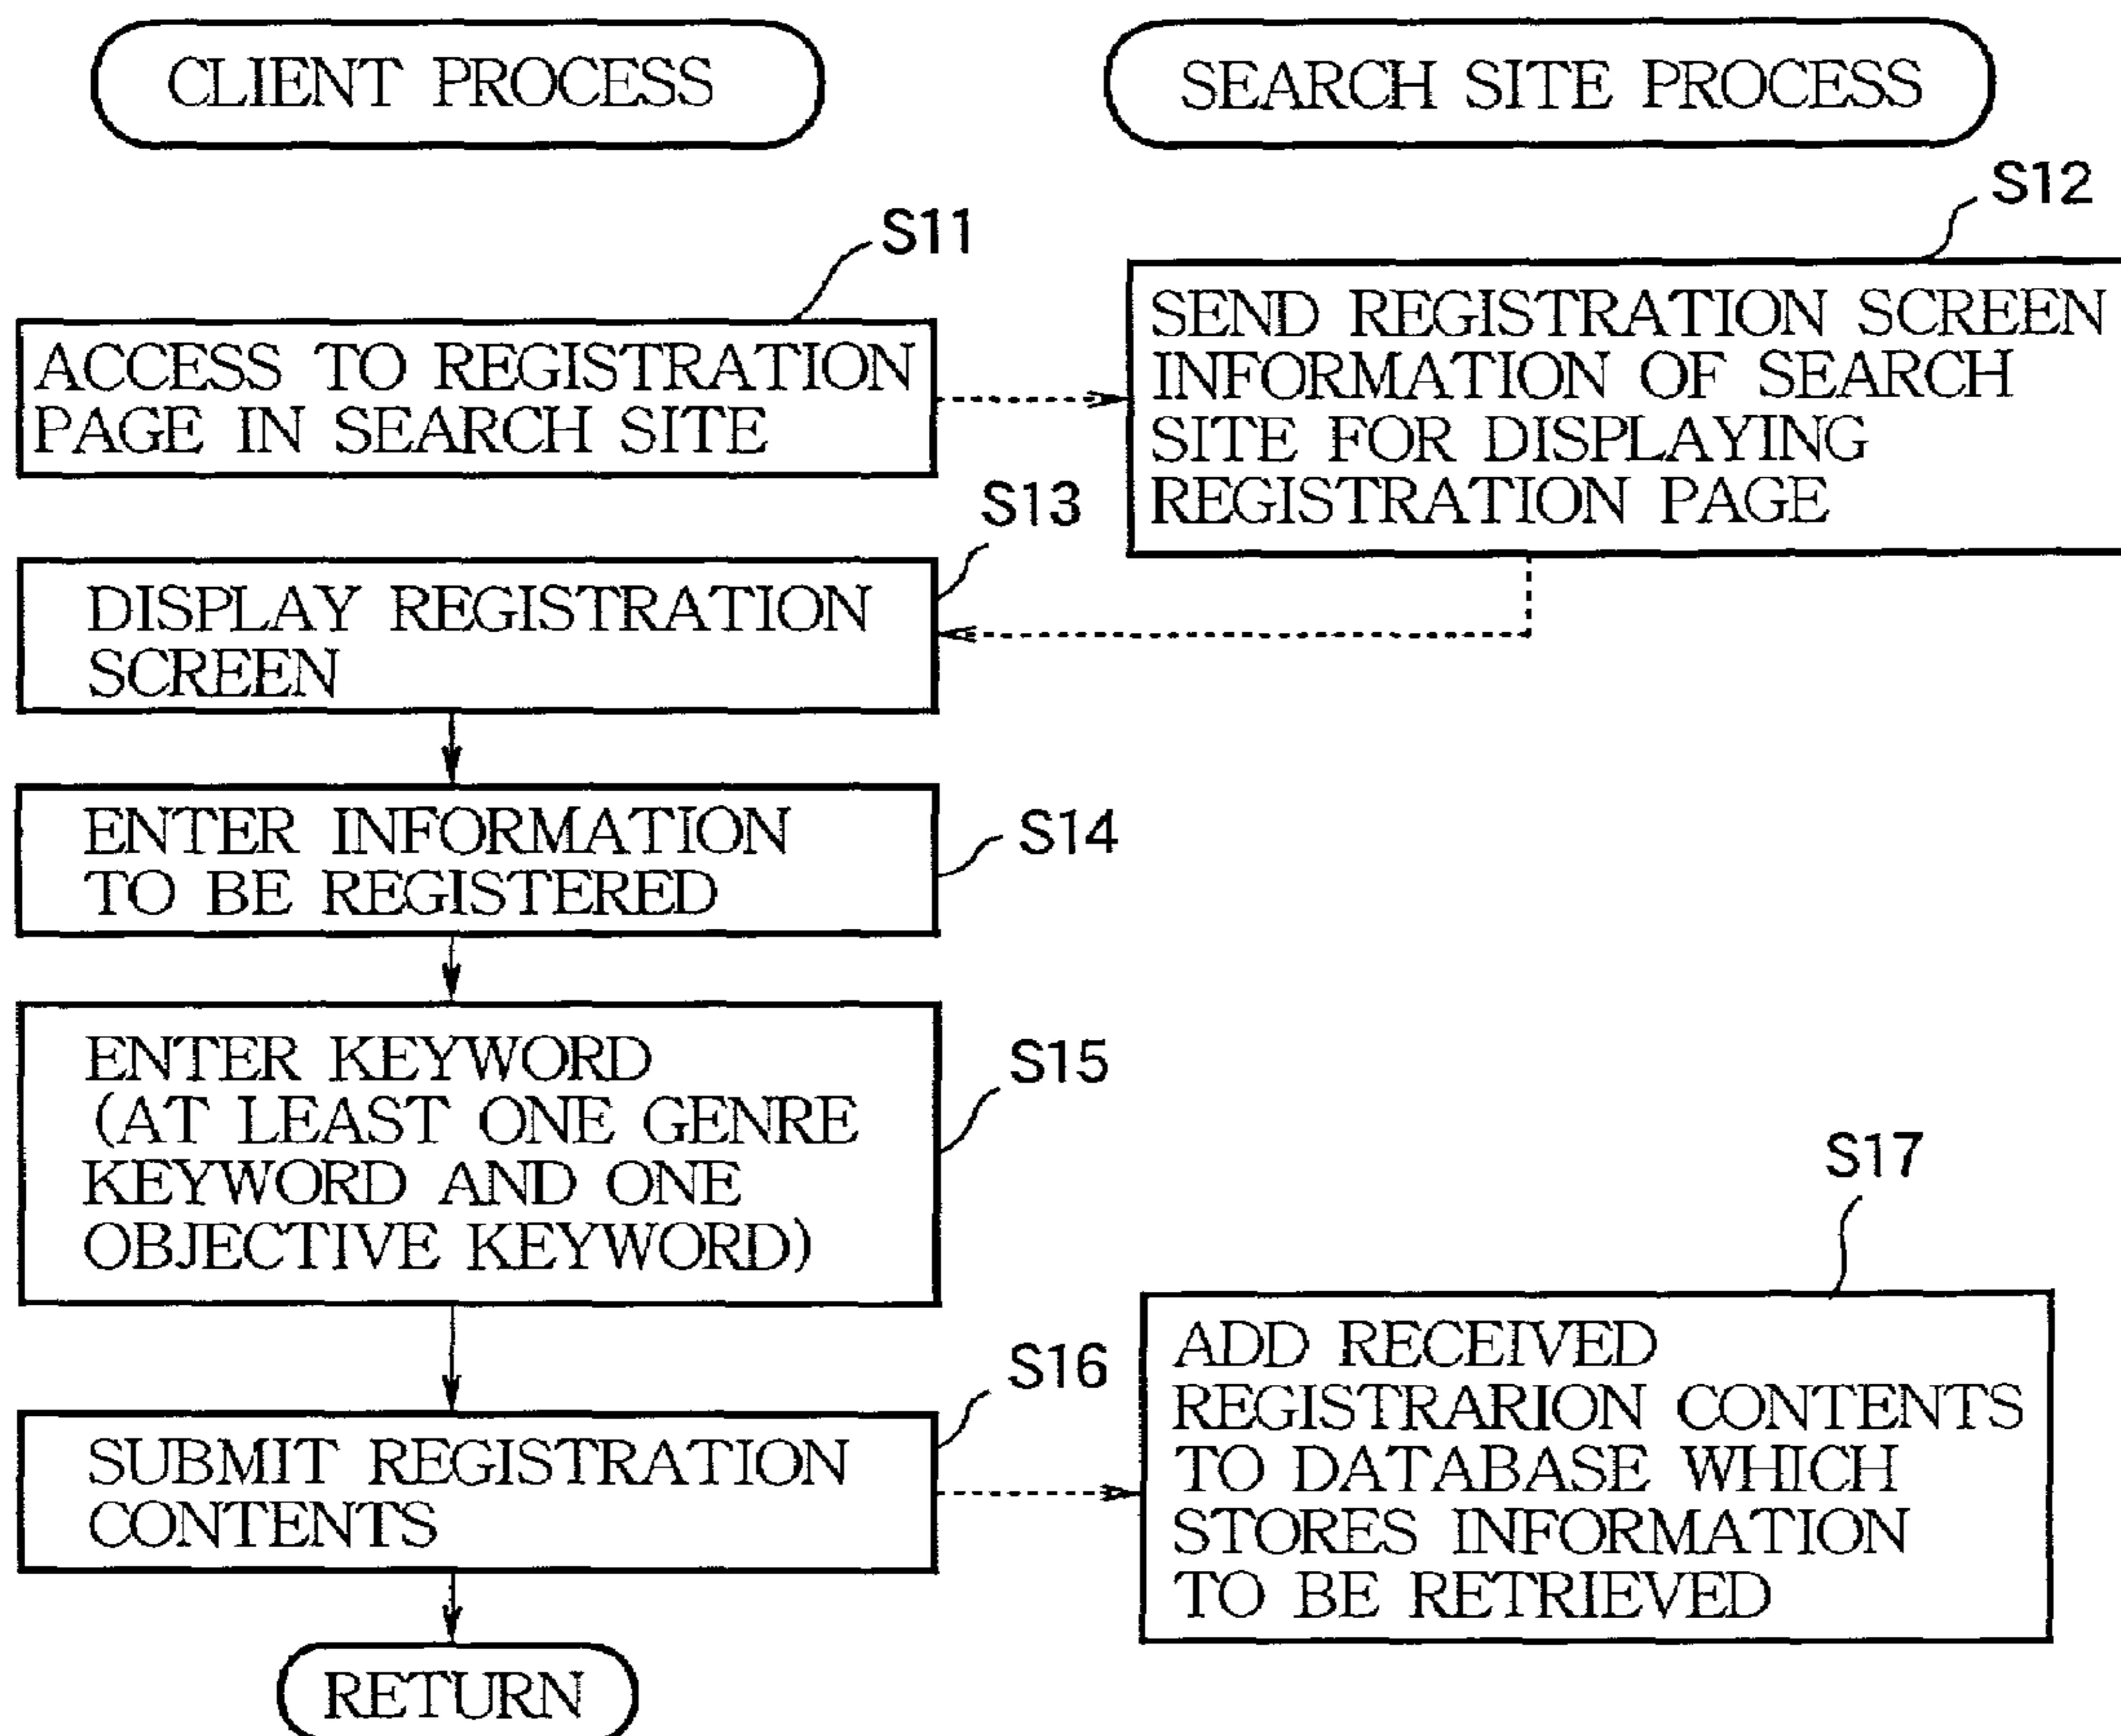 CLIENT PROCESS
SEARCH SITE PROCESS
S11
S12
ACCESS TO REGISTRATION
PAGE IN SEARCH SITE
SEND REGISTRATION SCREEN
INFORMATION OF SEARCH
SITE FOR DISPLAYING
REGISTRATION PAGE
S13
DISPLAY REGISTRATION
SCREEN
S14
ENTER INFORMATION
TO BE REGISTERED
S15
ENTER KEYWORD
(AT LEAST ONE GENRE
KEYWORD AND ONE
OBJECTIVE KEYWORD)
S16
SUBMIT REGISTRATION
CONTENTS
S17
ADD RECEIVED
REGISTRARION CONTENTS
TO DATABASE WHICH
STORES INFORMATION
TO BE RETRIEVED
RETURN